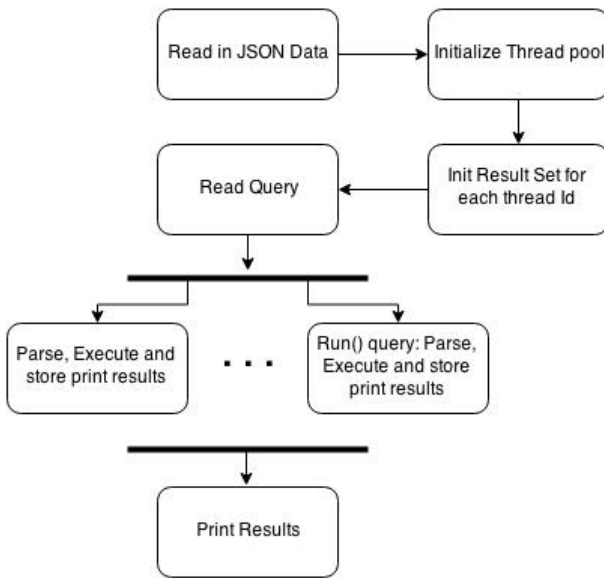 Read in JSON Data
Initialize Thread pool
Read Query
Init Result Set for
each thread Id
Parse, Execute and
store print results
. . .
Run() query: Parse,
Execute and store
print results
Print Results